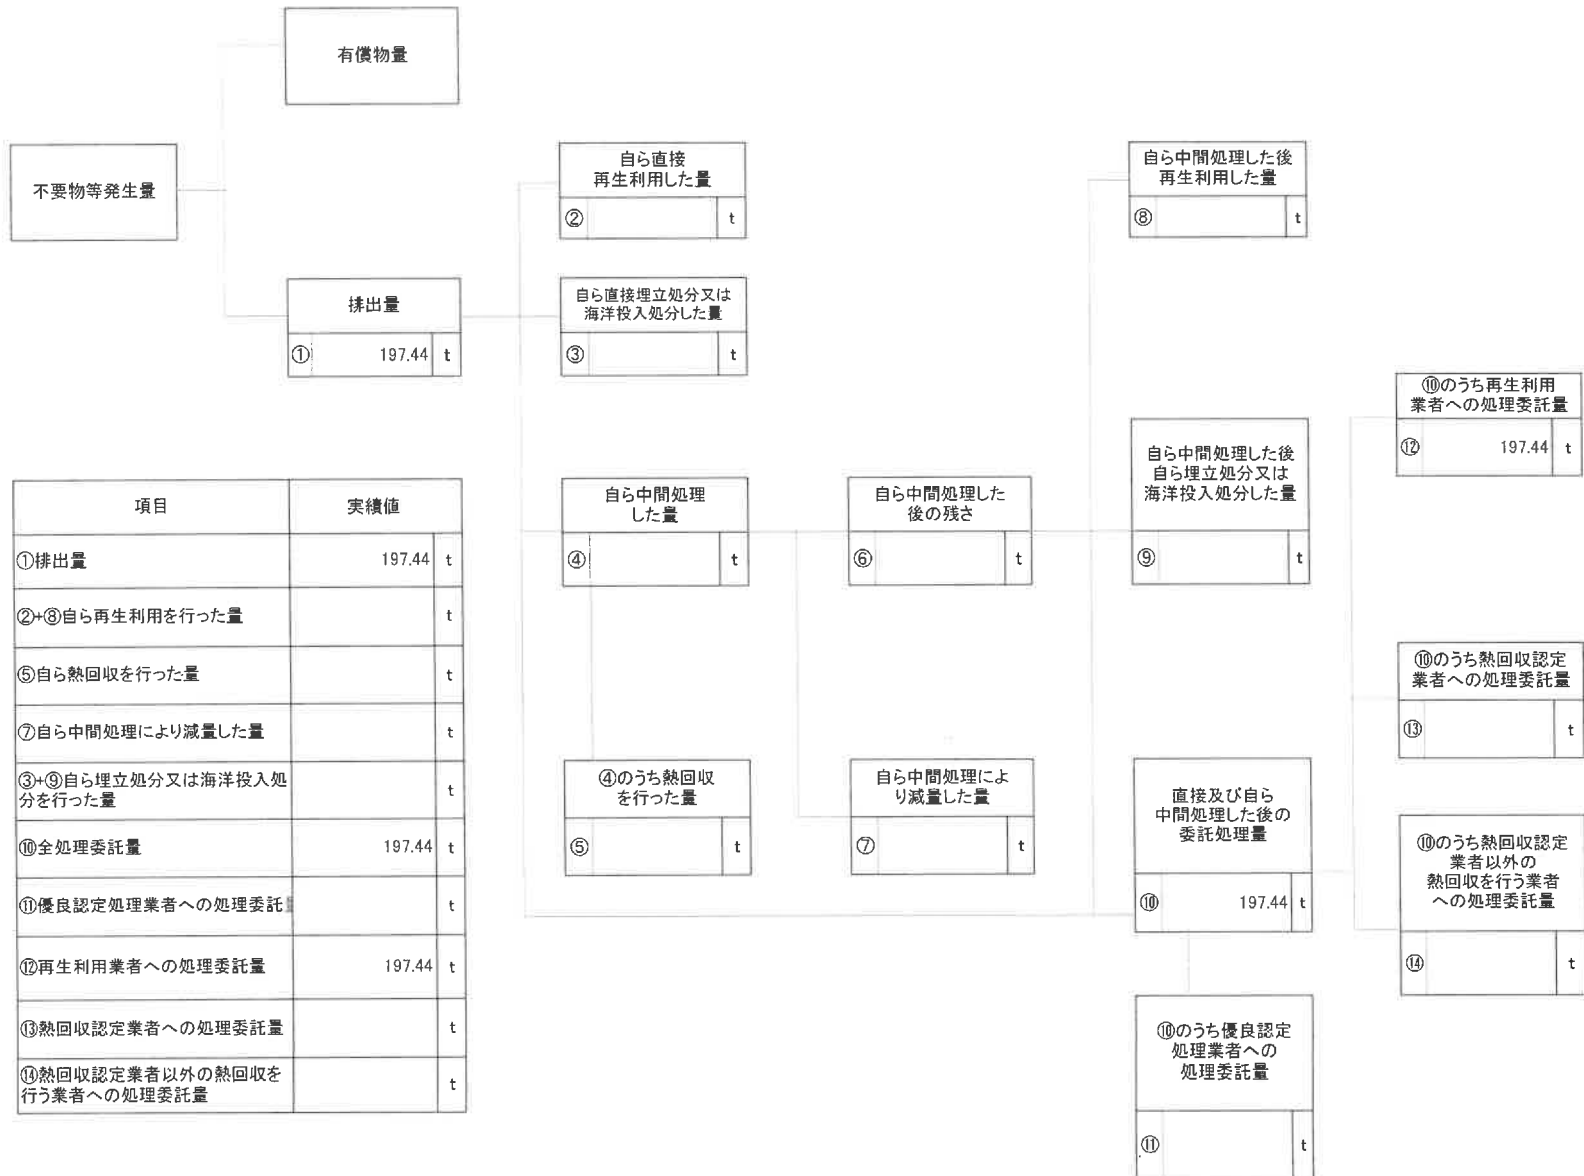 有償物量
不要物等発生量
排出量
① 197.44 t
自ら直接
再生利用した量
② t
自ら直接埋立処分又は
海洋投入処分した量
③ t
自ら中間処理
した量
④ t
④のうち熱回収
を行った量
⑤ t
自ら中間処理した
後の残さ
⑥ t
自ら中間処理によ
り減量した量
⑦ t
自ら中間処理した後
再生利用した量
⑧ t
自ら中間処理した後
自ら埋立処分又は
海洋投入処分した量
⑨ t
直接及び自ら
中間処理した後の
委託処理量
⑩ 197.44 t
⑩のうち優良認定
処理業者への
処理委託量
⑪ t
⑩のうち再生利用
業者への処理委託量
⑫ 197.44 t
⑩のうち熱回収認定
業者への処理委託量
⑬ t
⑩のうち熱回収認定
業者以外の
熱回収を行う業者
への処理委託量
⑭ t
項目 実績値
①排出量 197.44 t
②+⑧自ら再生利用を行った量 t
⑤自ら熱回収を行った量 t
⑦自ら中間処理により減量した量 t
③+⑨自ら埋立処分又は海洋投入処
分を行った量 t
⑩全処理委託量 197.44 t
⑪優良認定処理業者への処理委託 t
⑫再生利用業者への処理委託量 197.44 t
⑬熱回収認定業者への処理委託量 t
⑭熱回収認定業者以外の熱回収を
行う業者への処理委託量 t